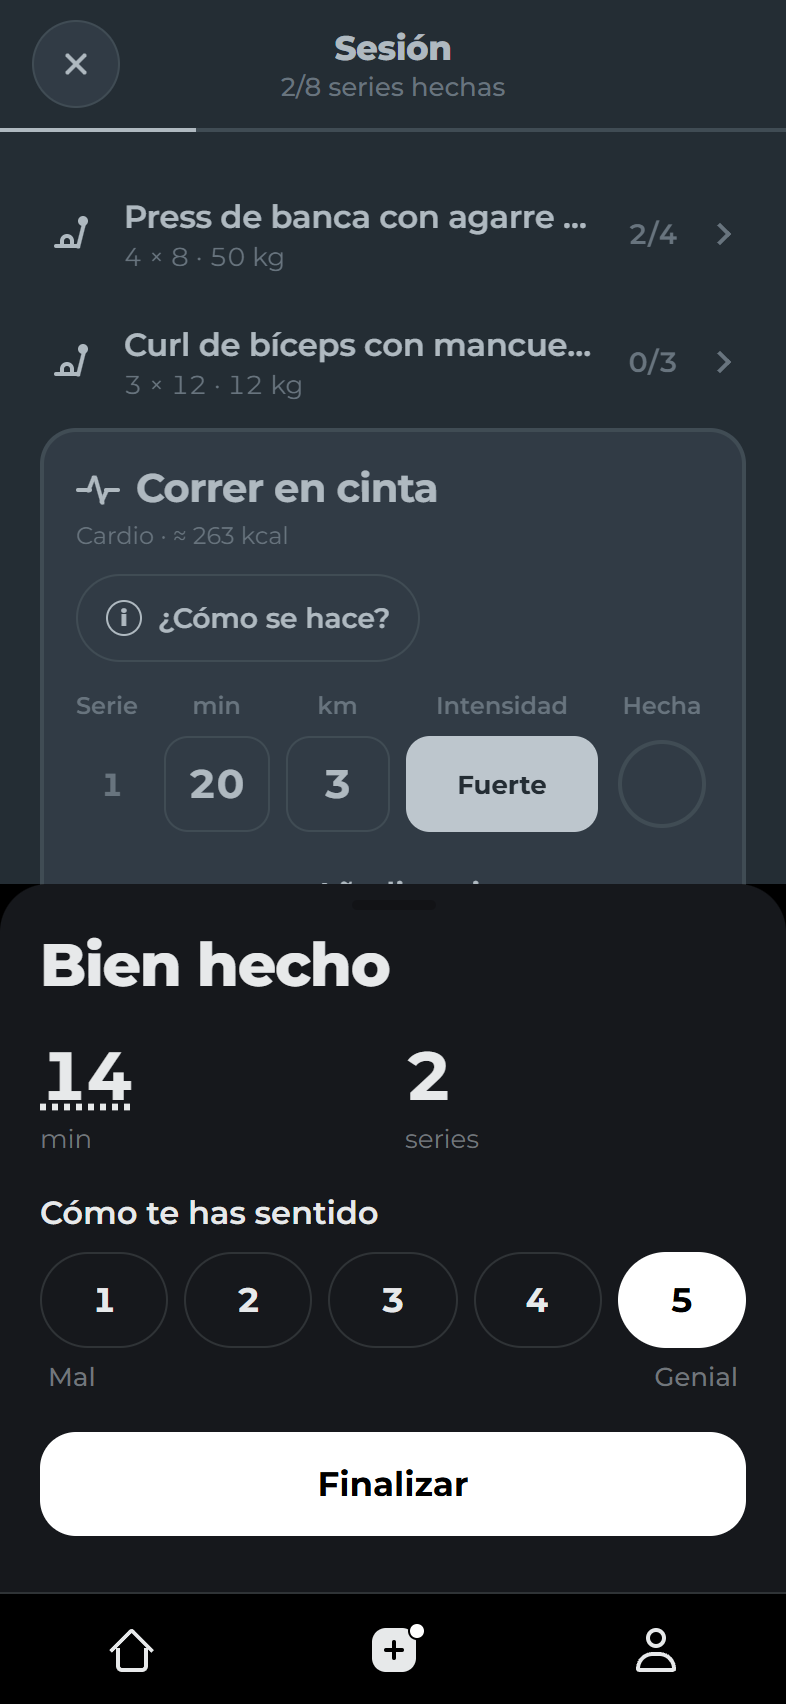 Sesión
2/8 series hechas
Press de banca con agarre ...
2/4
4 × 8 · 50 kg
Curl de bíceps con mancue...
0/3
3 × 12 · 12 kg
Correr en cinta
Cardio · ≈ 263 kcal
¿Cómo se hace?
Serie min km Intensidad Hecha
1 20 3 Fuerte
Bien hecho
14 2
min series
Cómo te has sentido
1 2 3 4 5
Mal Genial
Finalizar